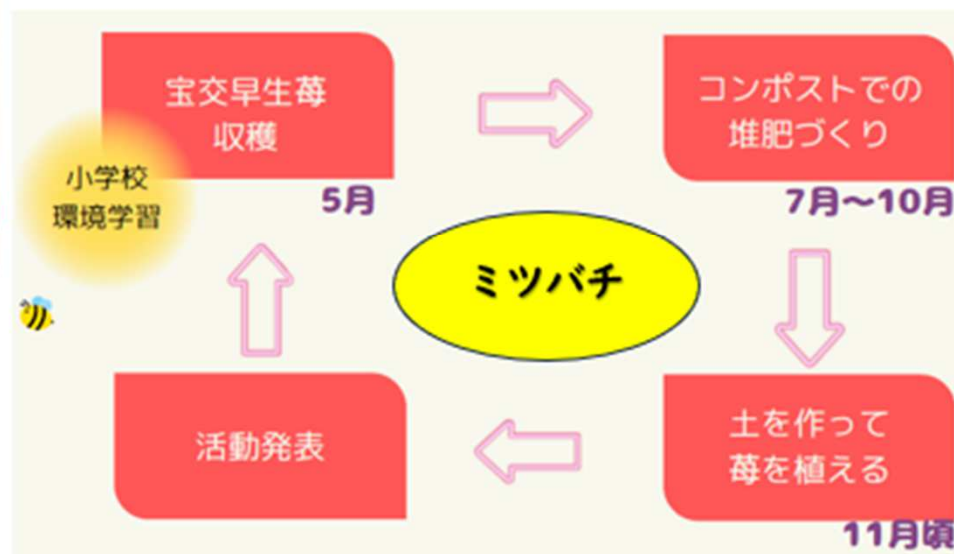 宝交早生苺
収穫
5月
小学校
環境学習
コンポストでの
堆肥づくり
7月〜10月
ミツバチ
土を作って
苺を植える
11月頃
活動発表